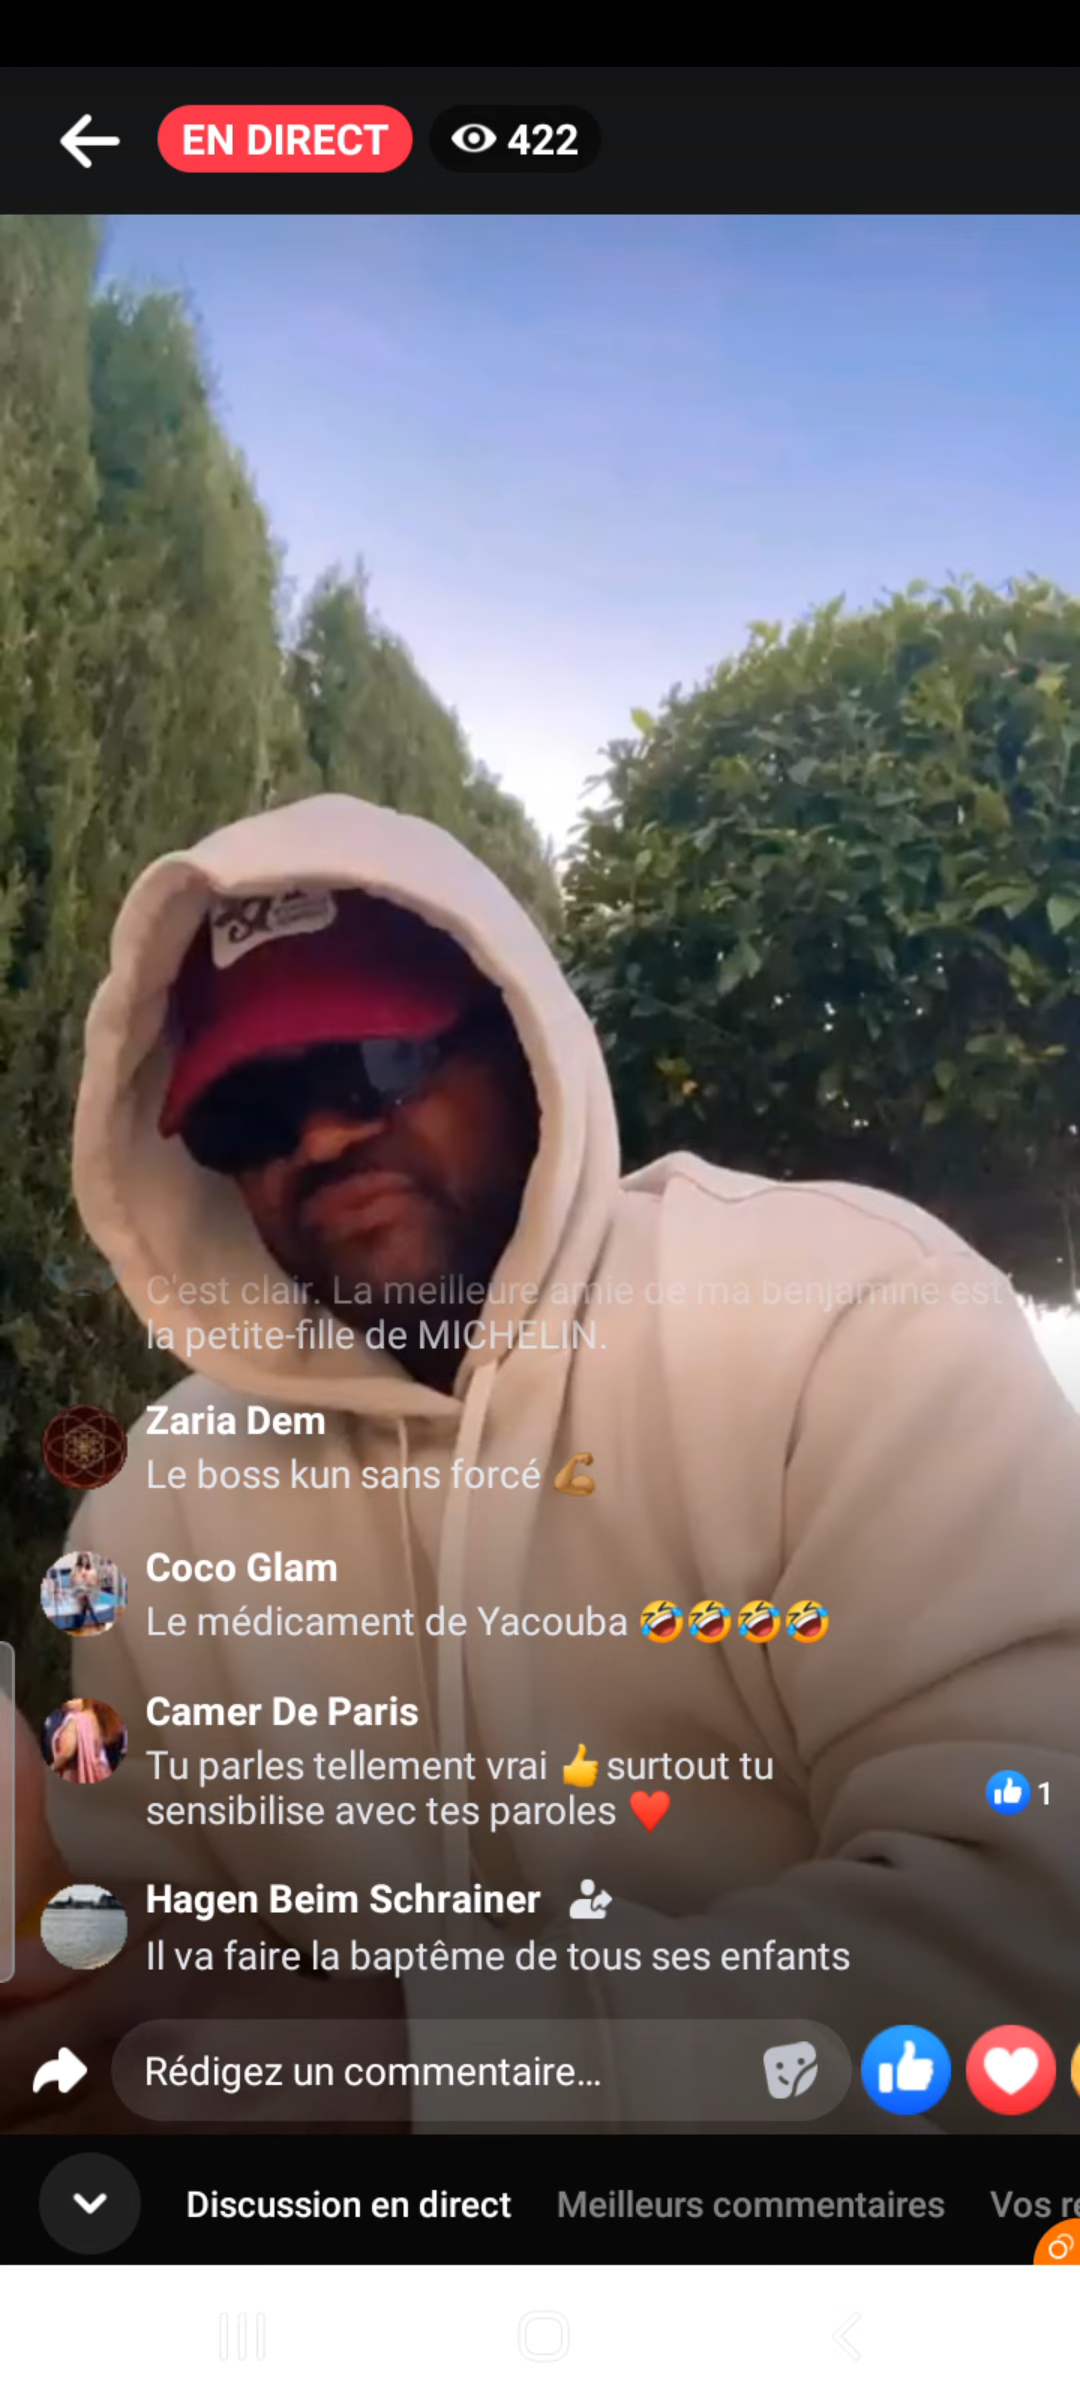 EN DIRECT
422
C'est clair. La meilleure amie de ma benjamine est
la petite-fille de MICHELIN.
Zaria Dem
Le boss kun sans forcé 💪
Coco Glam
Le médicament de Yacouba 🤣🤣🤣🤣
Camer De Paris
Tu parles tellement vrai 👍 surtout tu
sensibilise avec tes paroles ❤️
1
Hagen Beim Schrainer
Il va faire la baptême de tous ses enfants
Rédigez un commentaire...
Discussion en direct
Meilleurs commentaires
Vos re